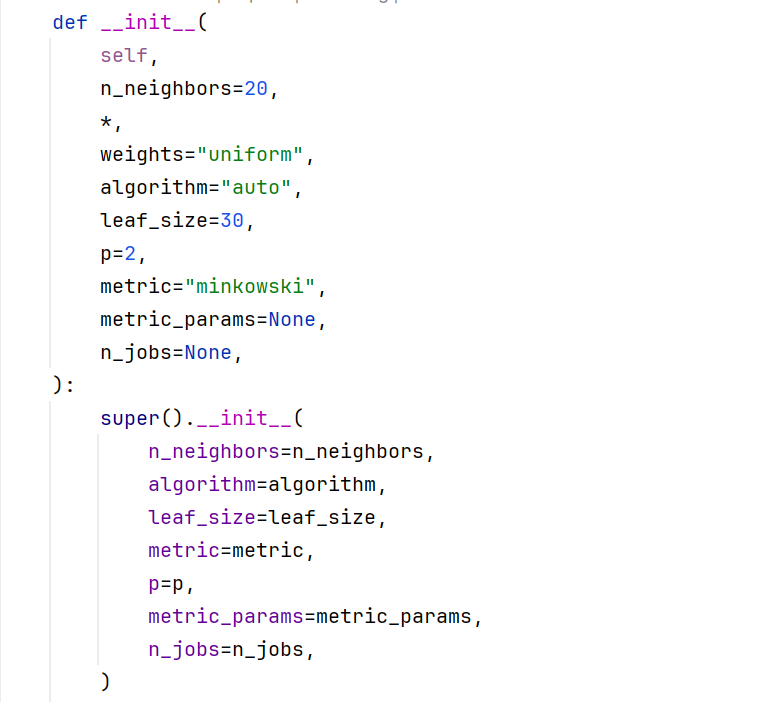 def __init__(
self,
n_neighbors=20,
*,
weights="uniform",
algorithm="auto",
leaf_size=30,
p=2,
metric="minkowski",
metric_params=None,
n_jobs=None,
):
super().__init__(
n_neighbors=n_neighbors,
algorithm=algorithm,
leaf_size=leaf_size,
metric=metric,
p=p,
metric_params=metric_params,
n_jobs=n_jobs,
)